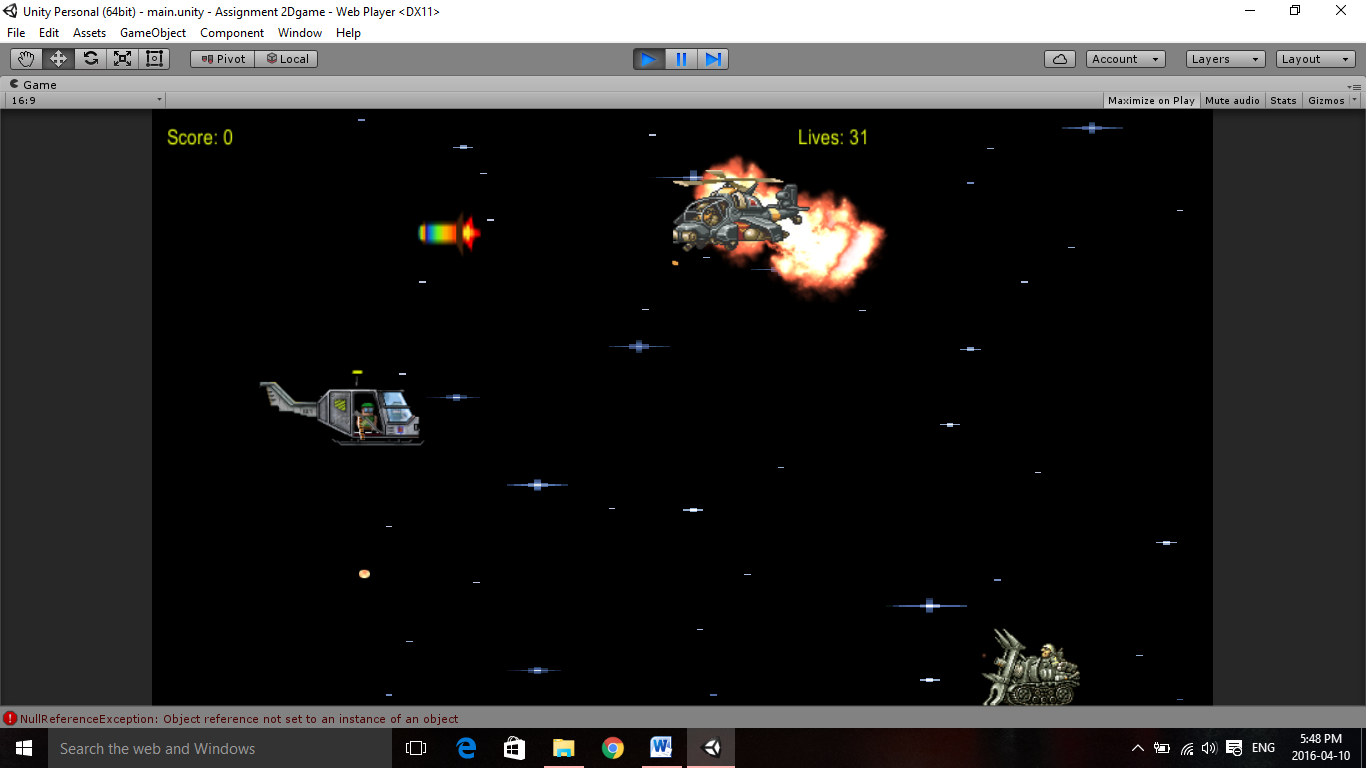 Unity Personal (64bit) - main.unity - Assignment 2Dgame - Web Player <DX11>
File Edit Assets GameObject Component Window Help
Pivot Local Account Layers Layout
Game
16:9 Maximize on Play Mute audio Stats Gizmos
Score: 0 Lives: 31
NullReferenceException: Object reference not set to an instance of an object
Search the web and Windows
ENG
5:48 PM
2016-04-10